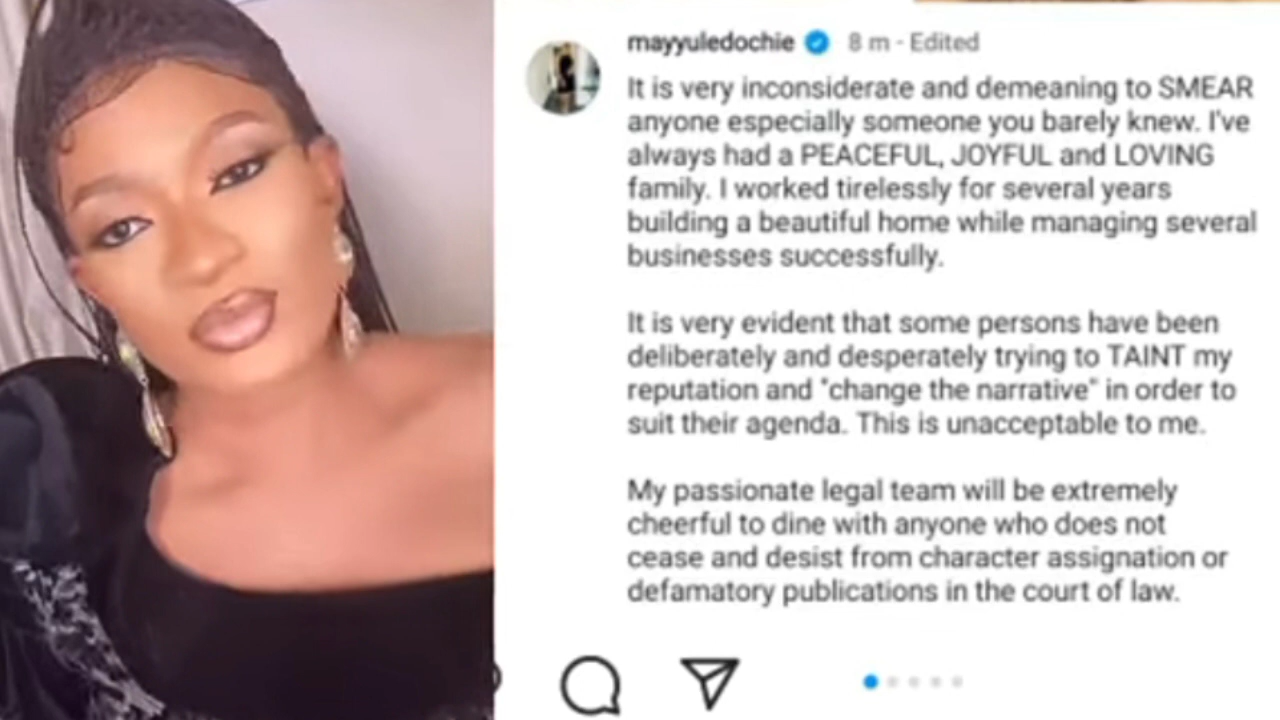 mayyuledochie 8 m · Edited
It is very inconsiderate and demeaning to SMEAR
anyone especially someone you barely knew. I've
always had a PEACEFUL, JOYFUL and LOVING
family. I worked tirelessly for several years
building a beautiful home while managing several
businesses successfully.
It is very evident that some persons have been
deliberately and desperately trying to TAINT my
reputation and "change the narrative" in order to
suit their agenda. This is unacceptable to me.
My passionate legal team will be extremely
cheerful to dine with anyone who does not
cease and desist from character assignation or
defamatory publications in the court of law.